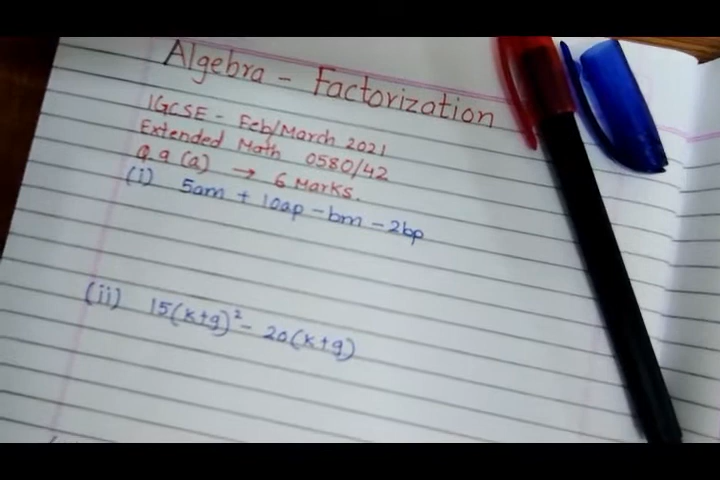 Algebra - Factorization
IGCSE - Feb/March 2021
Extended Math 0580/42
Q.9 (a) → 6 Marks.
(i) 5am + 10ap - bm - 2bp
(ii) 15(k+g)² - 20(k+g)